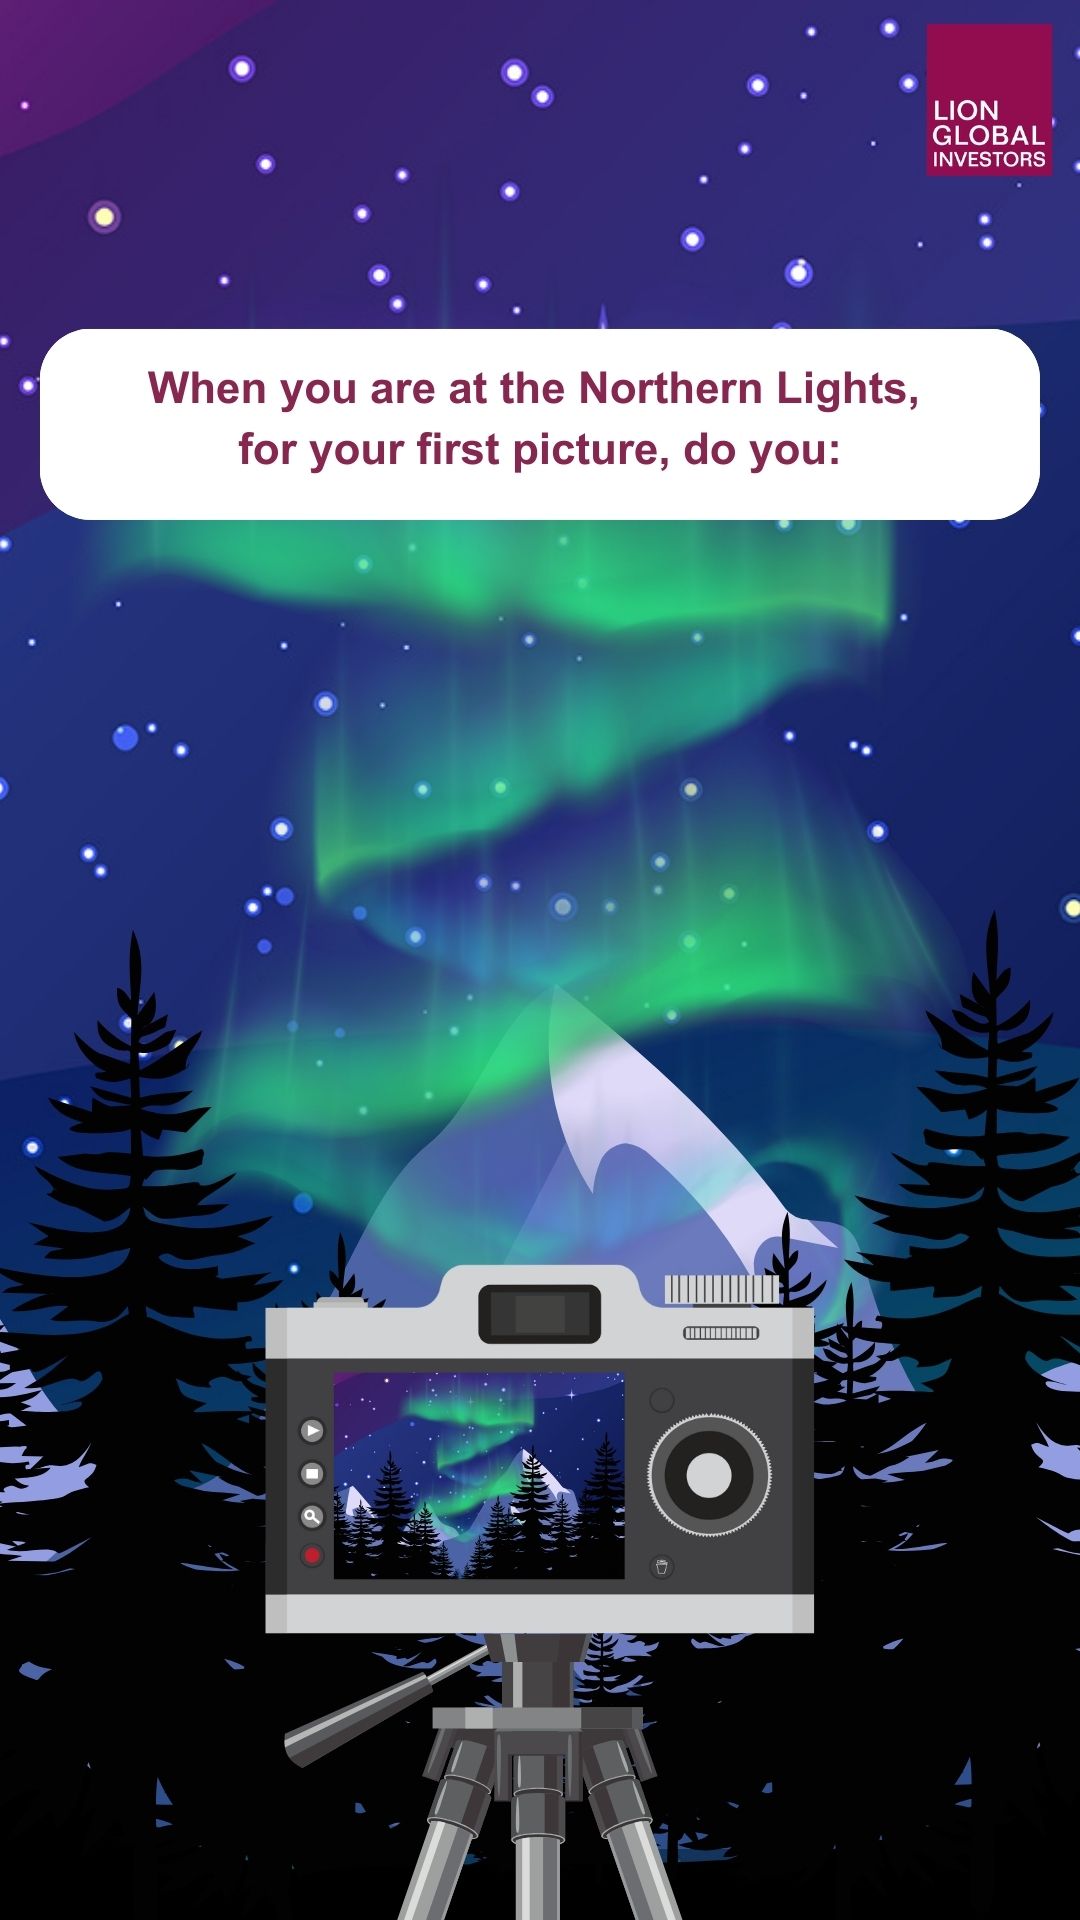 LION
GLOBAL
INVESTORS
When you are at the Northern Lights,
for your first picture, do you: